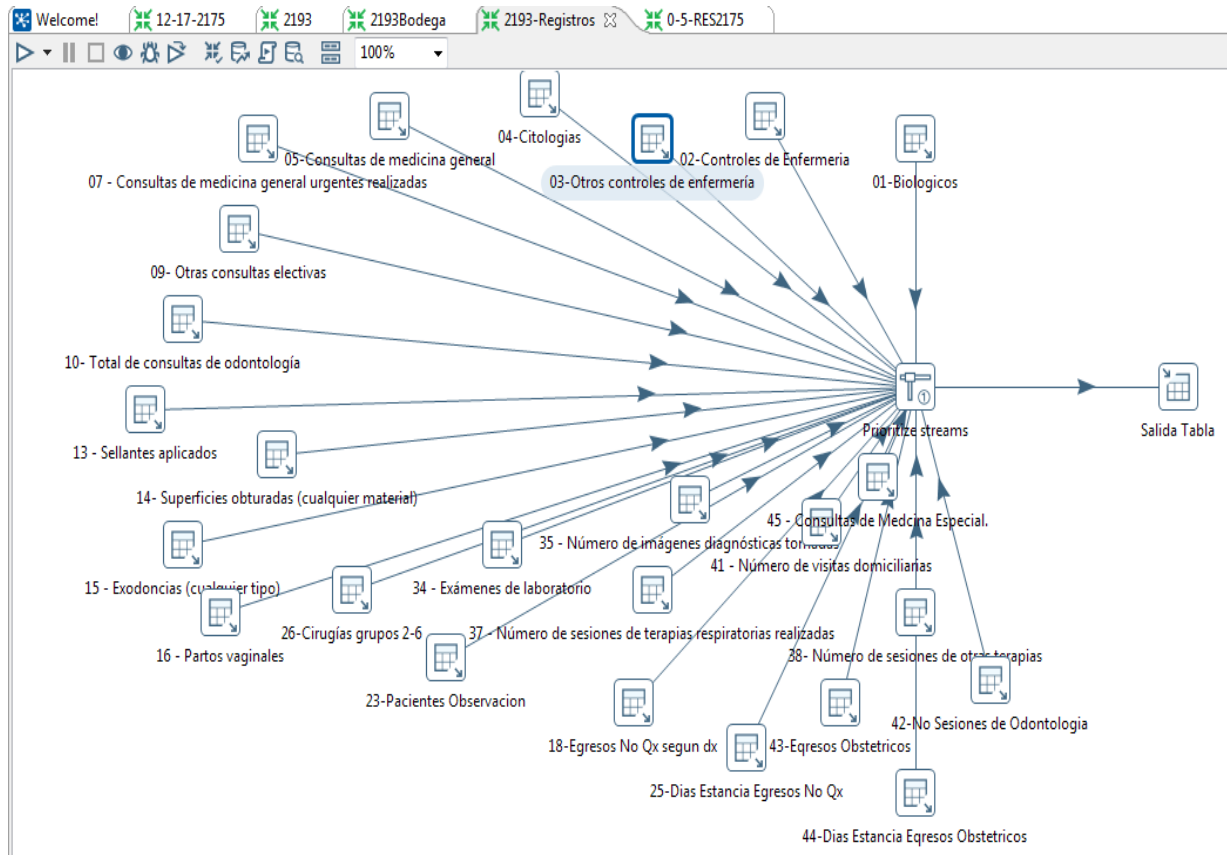 Welcome!
12-17-2175
2193
2193Bodega
2193-Registros
0-5-RES2175
100%
04-Citologias
05-Consultas de medicina general
02-Controles de Enfermeria
07 - Consultas de medicina general urgentes realizadas
03-Otros controles de enfermería
01-Biologicos
09- Otras consultas electivas
10- Total de consultas de odontología
Prioritize streams
Salida Tabla
13 - Sellantes aplicados
14- Superficies obturadas (cualquier material)
45 - Consultas de Medcina Especial.
35 - Número de imágenes diagnósticas tomadas
41 - Número de visitas domiciliarias
15 - Exodoncias (cualquier tipo)
34 - Exámenes de laboratorio
26-Cirugías grupos 2-6
37 - Número de sesiones de terapias respiratorias realizadas
16 - Partos vaginales
38- Número de sesiones de otras terapias
23-Pacientes Observacion
42-No Sesiones de Odontologia
18-Egresos No Qx segun dx
43-Egresos Obstetricos
25-Dias Estancia Egresos No Qx
44-Dias Estancia Egresos Obstetricos